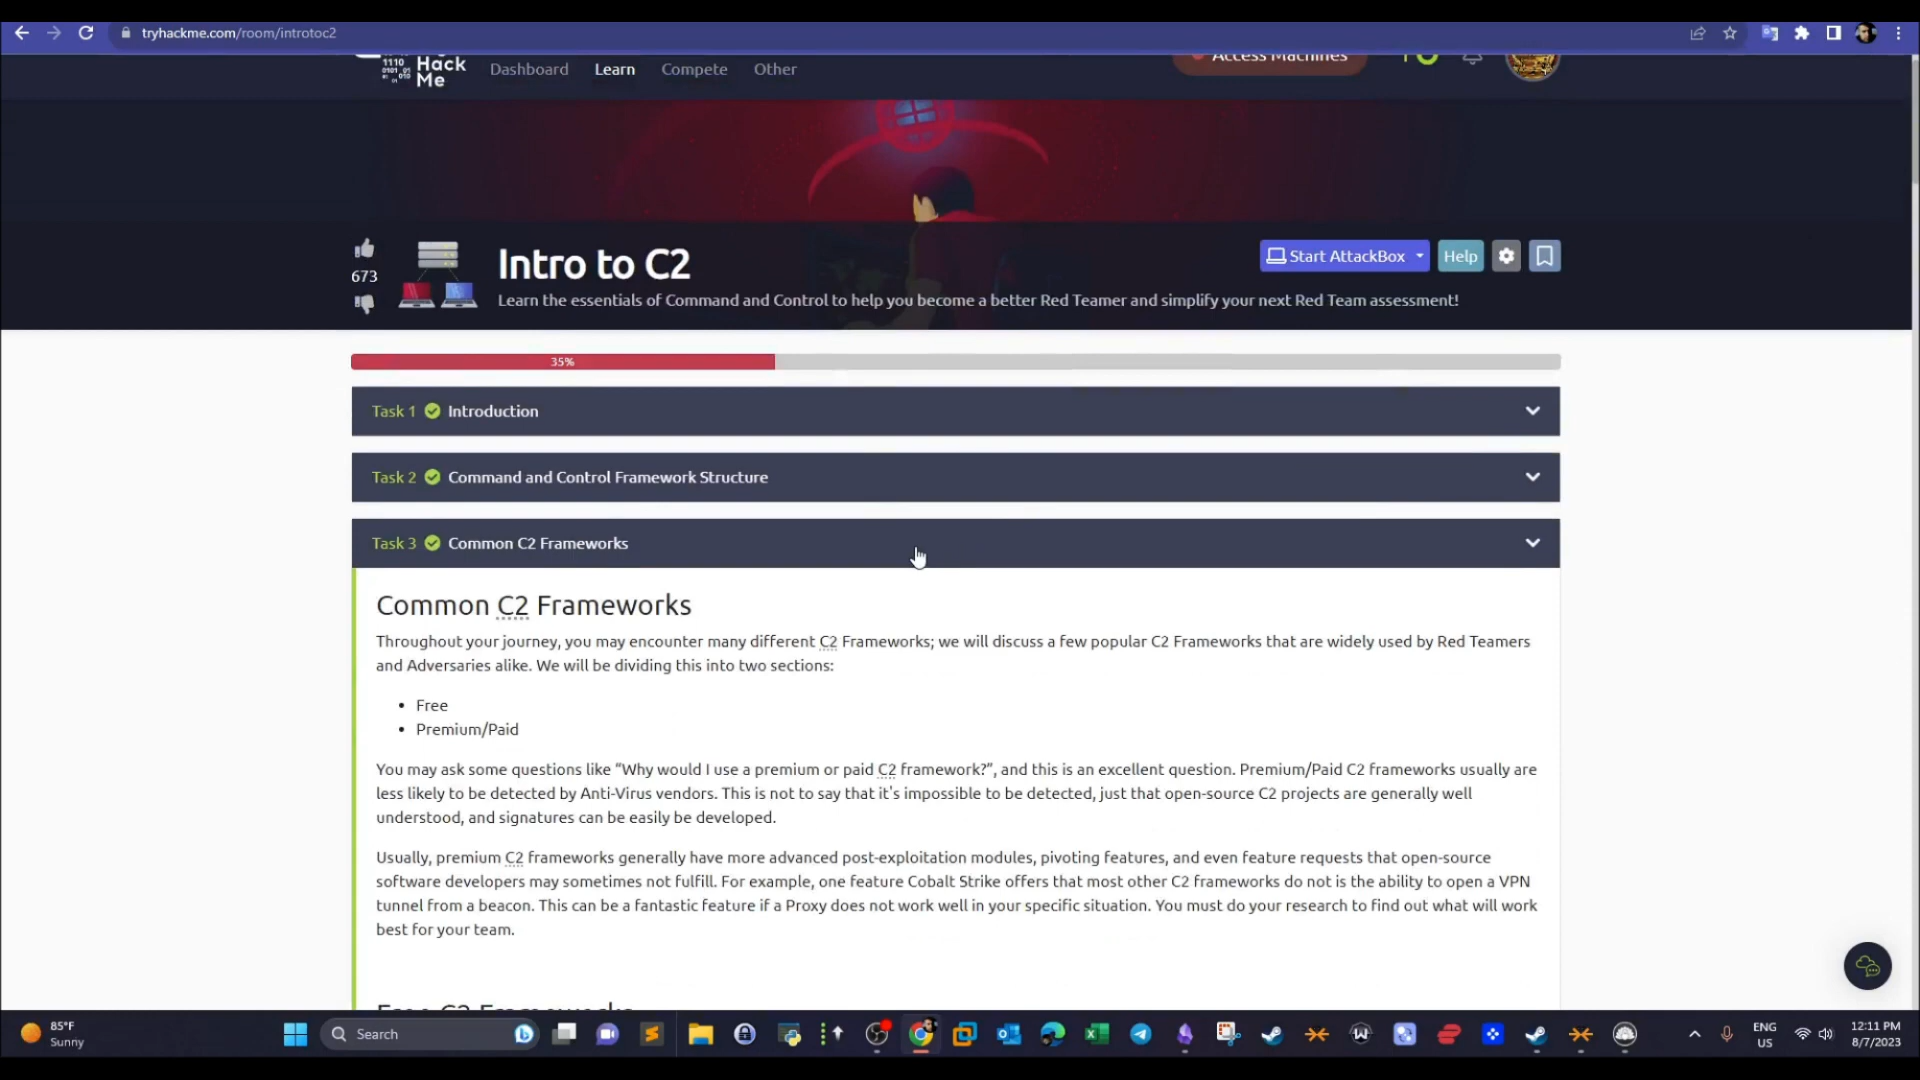 tryhackme.com/room/introtoc2
Hack
Me
Dashboard
Learn
Compete
Other
Access Machines
673
Intro to C2
Learn the essentials of Command and Control to help you become a better Red Teamer and simplify your next Red Team assessment!
Start AttackBox
Help
35%
Task 1 Introduction
Task 2 Command and Control Framework Structure
Task 3 Common C2 Frameworks
Common C2 Frameworks
Throughout your journey, you may encounter many different C2 Frameworks; we will discuss a few popular C2 Frameworks that are widely used by Red Teamers
and Adversaries alike. We will be dividing this into two sections:
• Free
• Premium/Paid
You may ask some questions like “Why would I use a premium or paid C2 framework?”, and this is an excellent question. Premium/Paid C2 frameworks usually are
less likely to be detected by Anti-Virus vendors. This is not to say that it's impossible to be detected, just that open-source C2 projects are generally well
understood, and signatures can be easily be developed.
Usually, premium C2 frameworks generally have more advanced post-exploitation modules, pivoting features, and even feature requests that open-source
software developers may sometimes not fulfill. For example, one feature Cobalt Strike offers that most other C2 frameworks do not is the ability to open a VPN
tunnel from a beacon. This can be a fantastic feature if a Proxy does not work well in your specific situation. You must do your research to find out what will work
best for your team.
Free C2 Frameworks
85°F
Sunny
Search
ENG
US
12:11 PM
8/7/2023